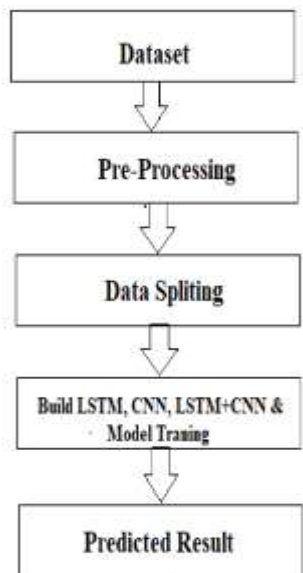 Dataset
Pre-Processing
Data Spliting
Build LSTM, CNN, LSTM+CNN &
Model Traning
Predicted Result